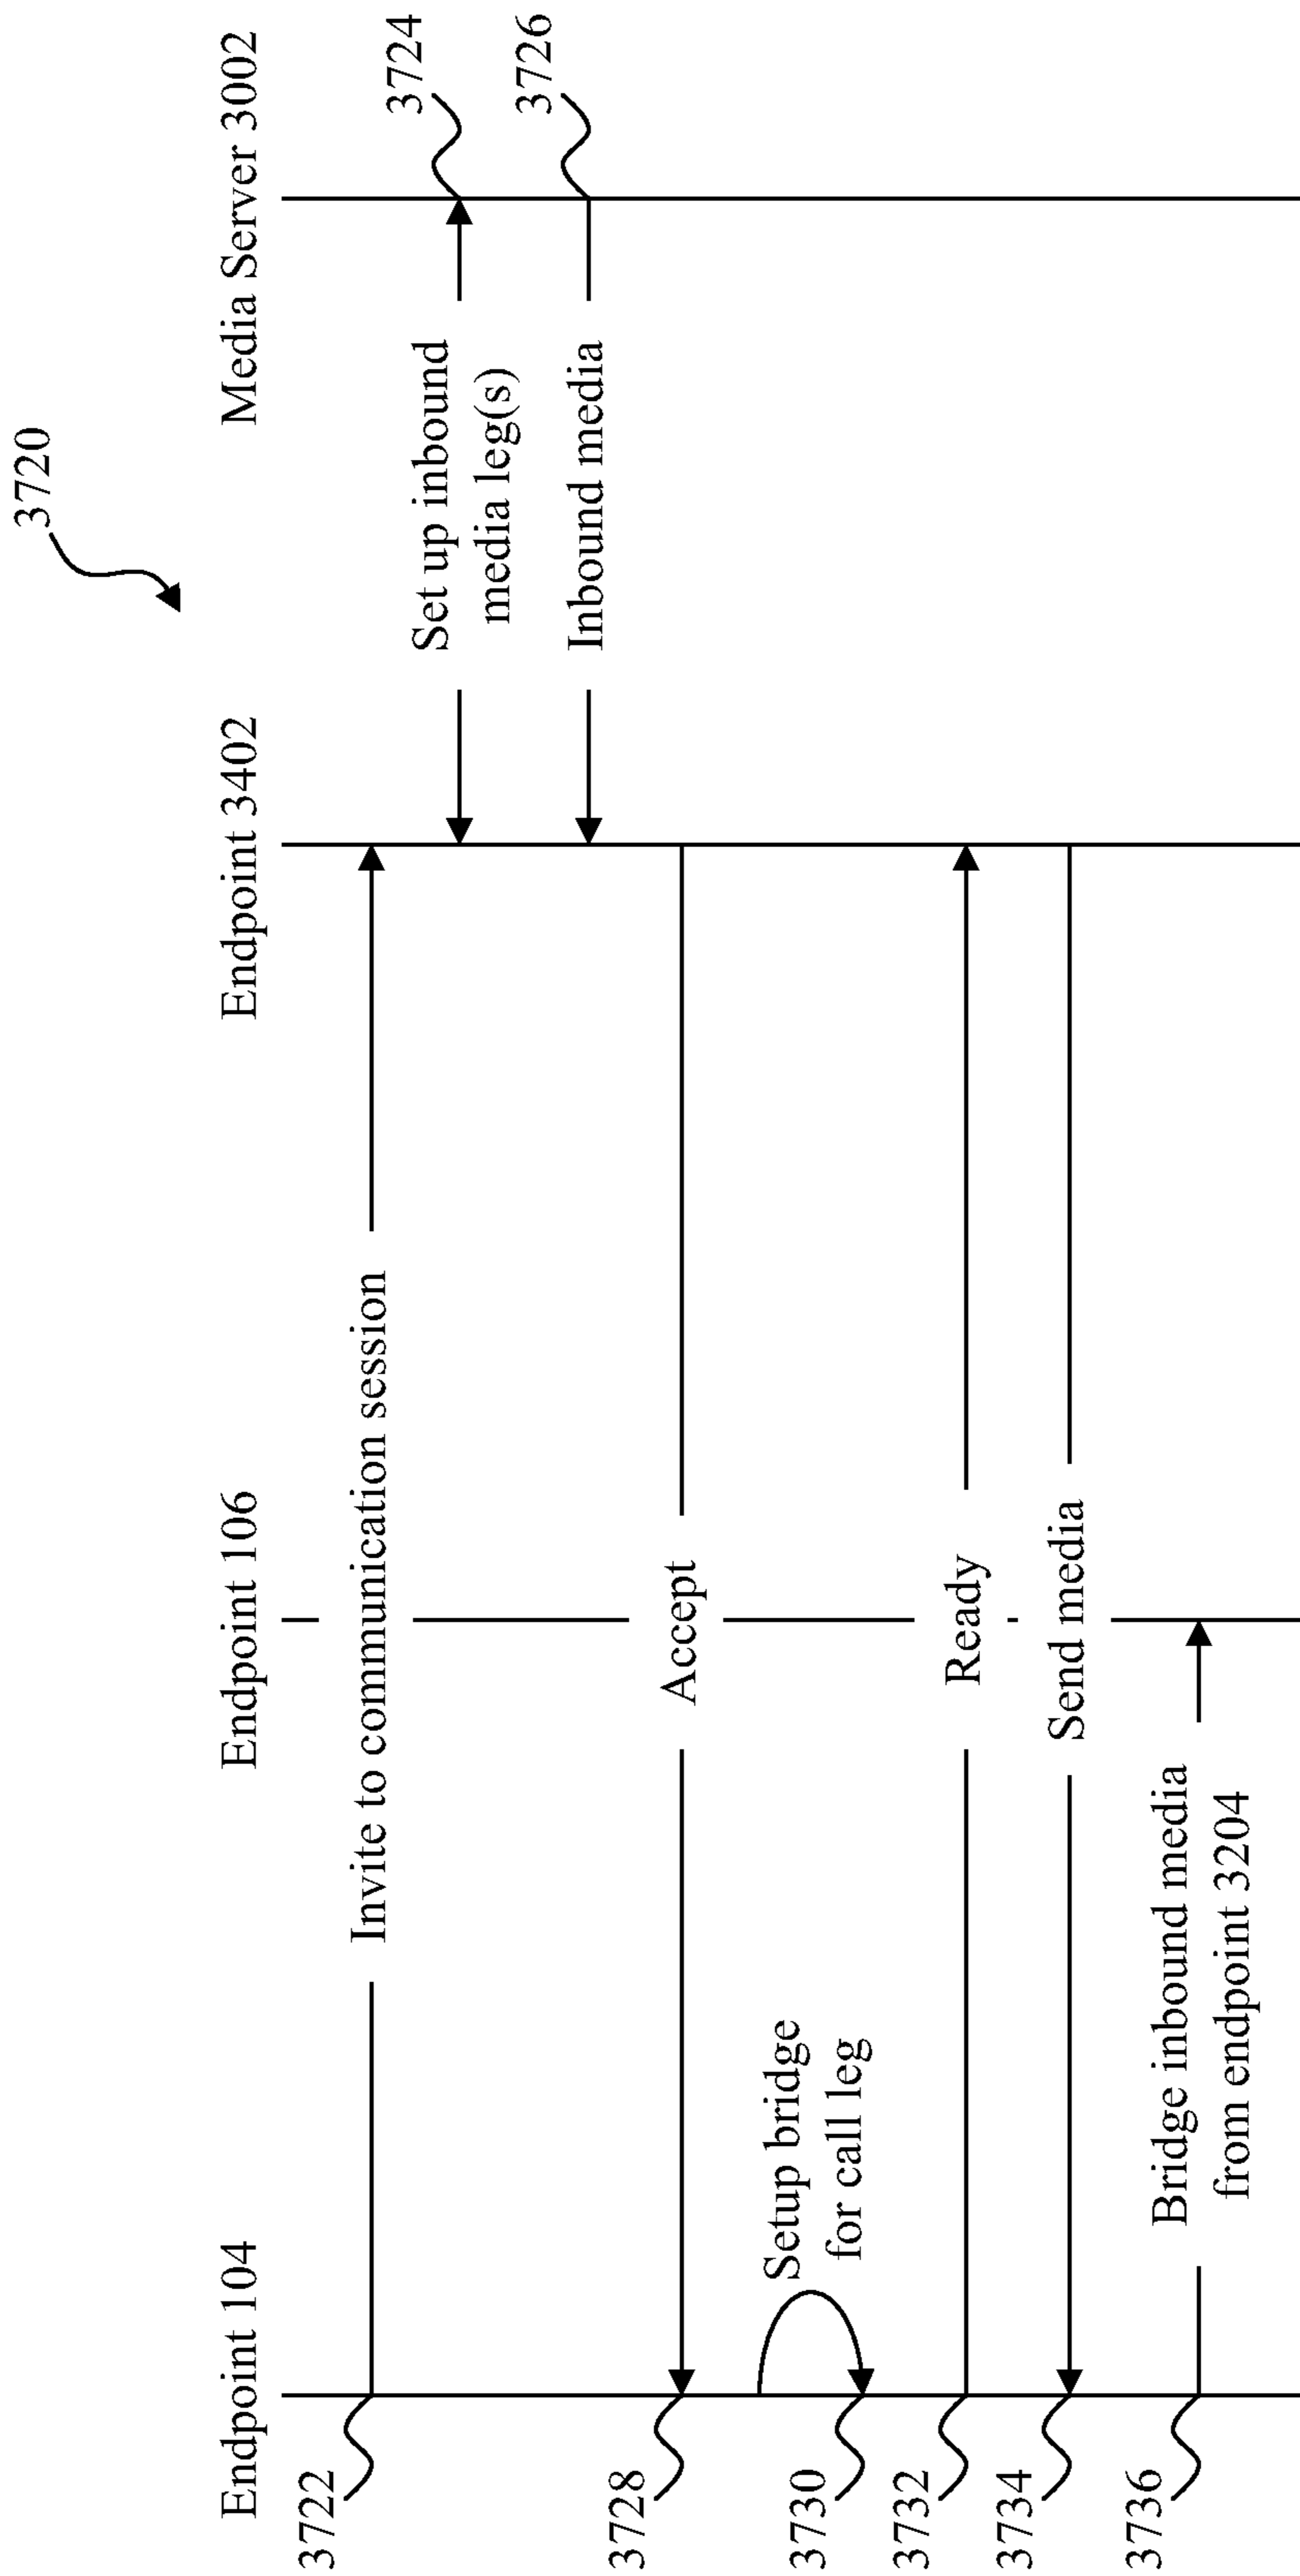 3720
Endpoint 104
Endpoint 106
Endpoint 3402
Media Server 3002
3722
Invite to communication session
Set up inbound
media leg(s)
3724
Inbound media
3726
3728
Accept
Setup bridge
for call leg
3730
3732
Ready
3734
Send media
3736
Bridge inbound media
from endpoint 3204